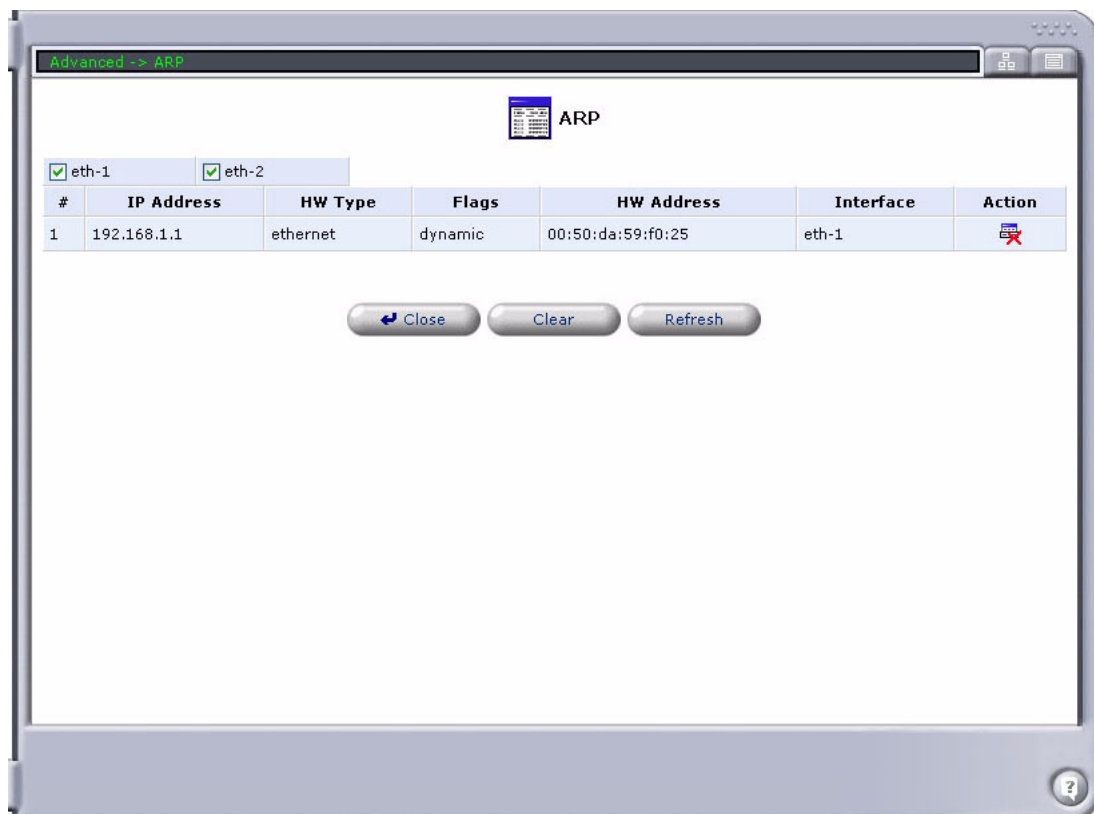 Advanced -> ARP
ARP
eth-1 eth-2
# IP Address HW Type Flags HW Address Interface Action
1 192.168.1.1 ethernet dynamic 00:50:da:59:f0:25 eth-1
Close Clear Refresh
?